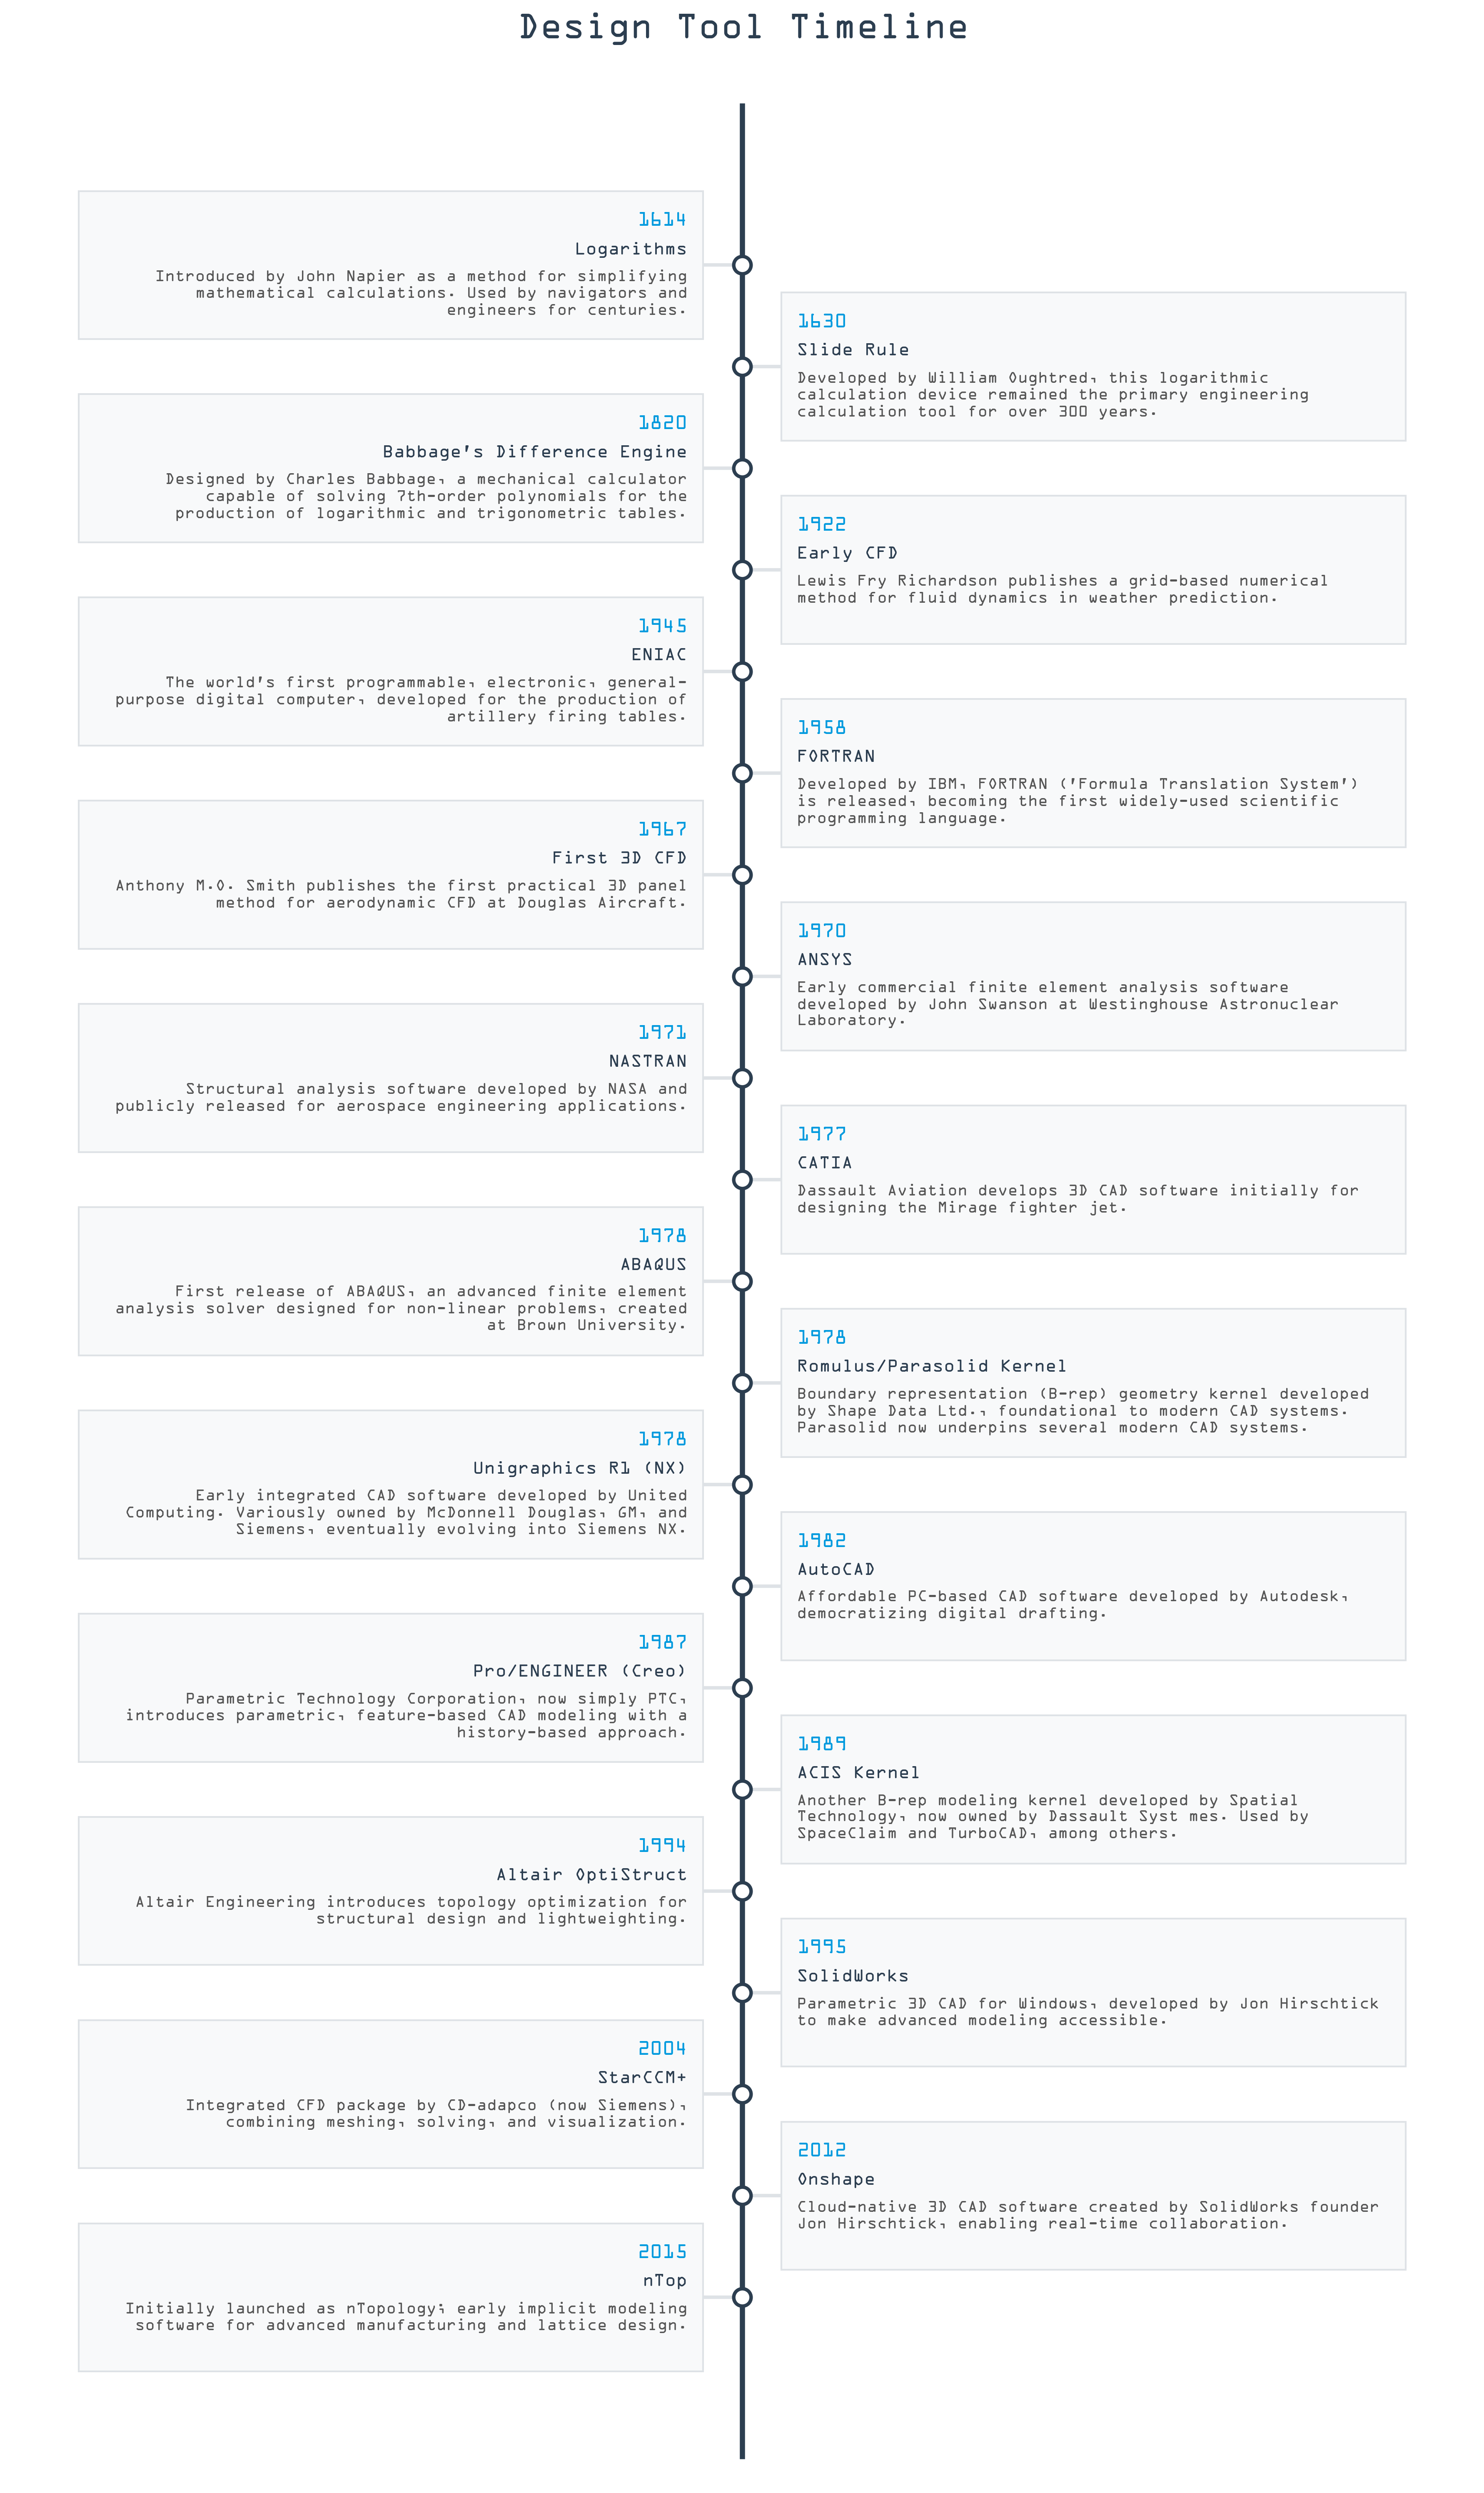 Design Tool Timeline
1614
Logarithms
Introduced by John Napier as a method for simplifying
mathematical calculations. Used by navigators and
engineers for centuries.
1630
Slide Rule
Developed by William Oughtred, this logarithmic
calculation device remained the primary engineering
calculation tool for over 300 years.
1820
Babbage's Difference Engine
Designed by Charles Babbage, a mechanical calculator
capable of solving 7th-order polynomials for the
production of logarithmic and trigonometric tables.
1922
Early CFD
Lewis Fry Richardson publishes a grid-based numerical
method for fluid dynamics in weather prediction.
1945
ENIAC
The world's first programmable, electronic, general-
purpose digital computer, developed for the production of
artillery firing tables.
1958
FORTRAN
Developed by IBM, FORTRAN ('Formula Translation System')
is released, becoming the first widely-used scientific
programming language.
1967
First 3D CFD
Anthony M.O. Smith publishes the first practical 3D panel
method for aerodynamic CFD at Douglas Aircraft.
1970
ANSYS
Early commercial finite element analysis software
developed by John Swanson at Westinghouse Astronuclear
Laboratory.
1971
NASTRAN
Structural analysis software developed by NASA and
publicly released for aerospace engineering applications.
1977
CATIA
Dassault Aviation develops 3D CAD software initially for
designing the Mirage fighter jet.
1978
ABAQUS
First release of ABAQUS, an advanced finite element
analysis solver designed for non-linear problems, created
at Brown University.
1978
Romulus/Parasolid Kernel
Boundary representation (B-rep) geometry kernel developed
by Shape Data Ltd., foundational to modern CAD systems.
Parasolid now underpins several modern CAD systems.
1978
Unigraphics R1 (NX)
Early integrated CAD software developed by United
Computing. Variously owned by McDonnell Douglas, GM, and
Siemens, eventually evolving into Siemens NX.
1982
AutoCAD
Affordable PC-based CAD software developed by Autodesk,
democratizing digital drafting.
1987
Pro/ENGINEER (Creo)
Parametric Technology Corporation, now simply PTC,
introduces parametric, feature-based CAD modeling with a
history-based approach.
1989
ACIS Kernel
Another B-rep modeling kernel developed by Spatial
Technology, now owned by Dassault Syst mes. Used by
SpaceClaim and TurboCAD, among others.
1994
Altair OptiStruct
Altair Engineering introduces topology optimization for
structural design and lightweighting.
1995
SolidWorks
Parametric 3D CAD for Windows, developed by Jon Hirschtick
to make advanced modeling accessible.
2004
StarCCM+
Integrated CFD package by CD-adapco (now Siemens),
combining meshing, solving, and visualization.
2012
Onshape
Cloud-native 3D CAD software created by SolidWorks founder
Jon Hirschtick, enabling real-time collaboration.
2015
nTop
Initially launched as nTopology; early implicit modeling
software for advanced manufacturing and lattice design.